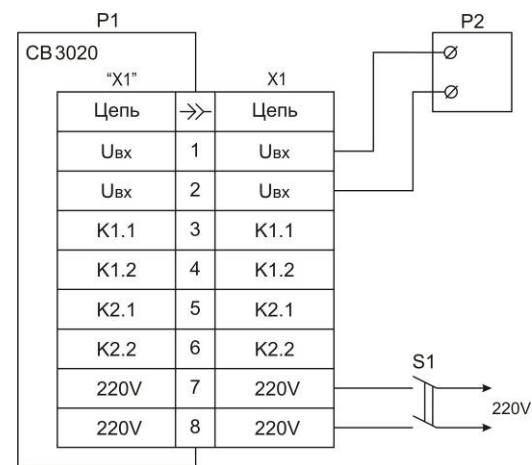 P1
P2
СВ 3020
“X1”
X1
Цепь
Цепь
Uвх 1 Uвх
Uвх 2 Uвх
K1.1 3 K1.1
K1.2 4 K1.2
K2.1 5 K2.1
K2.2 6 K2.2
S1
220V 7 220V
220V
220V 8 220V